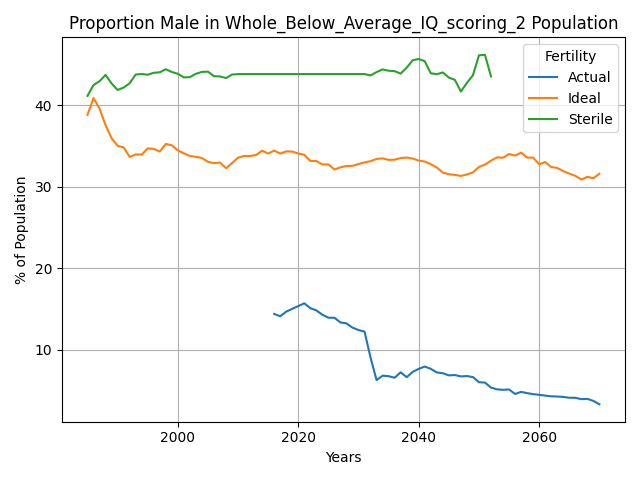 Proportion Male in Whole_Below_Average_IQ_scoring_2 Population
Fertility
Actual
Ideal
Sterile
% of Population
40
30
20
10
2000
2020
2040
2060
Years